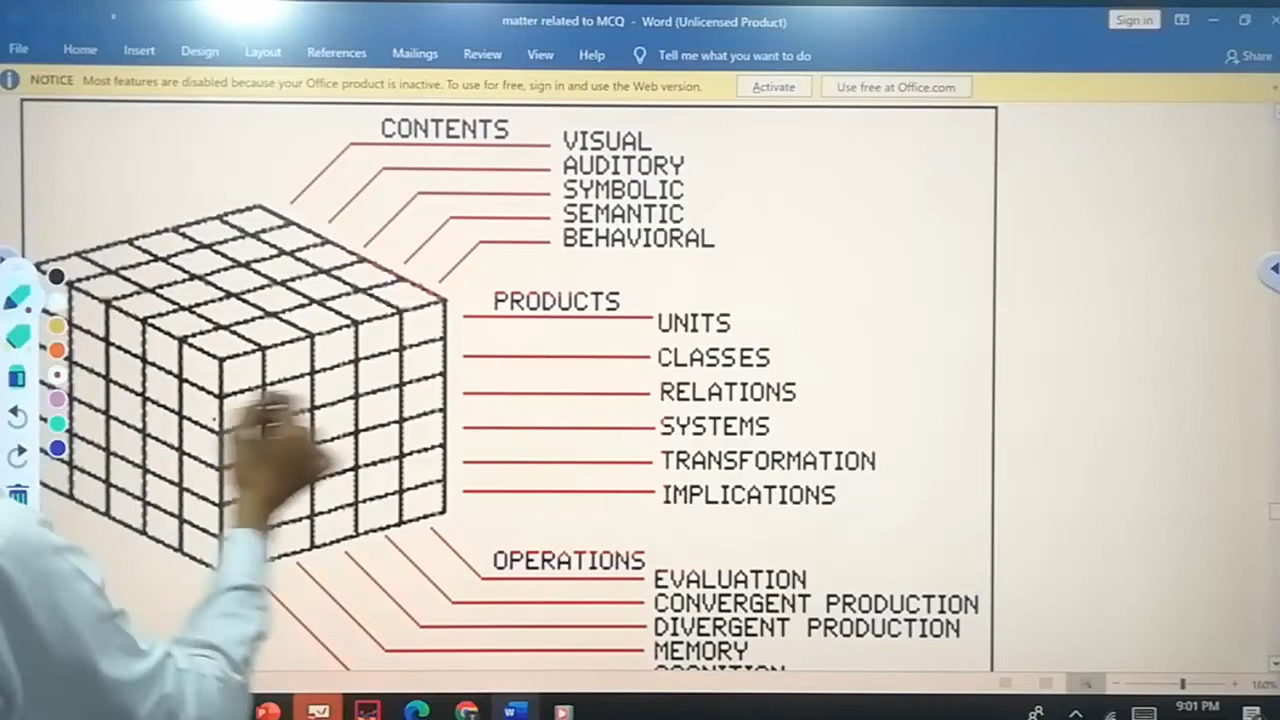 matter related to MCQ - Word (Unlicensed Product)
Sign in
File Home Insert Design Layout References Mailings Review View Help Tell me what you want to do
Share
NOTICE Most features are disabled because your Office product is inactive. To use for free, sign in and use the Web version.
Activate
Use free at Office.com
CONTENTS
VISUAL
AUDITORY
SYMBOLIC
SEMANTIC
BEHAVIORAL
PRODUCTS
UNITS
CLASSES
RELATIONS
SYSTEMS
TRANSFORMATION
IMPLICATIONS
OPERATIONS
EVALUATION
CONVERGENT PRODUCTION
DIVERGENT PRODUCTION
MEMORY
COGNITION
160%
9:01 PM